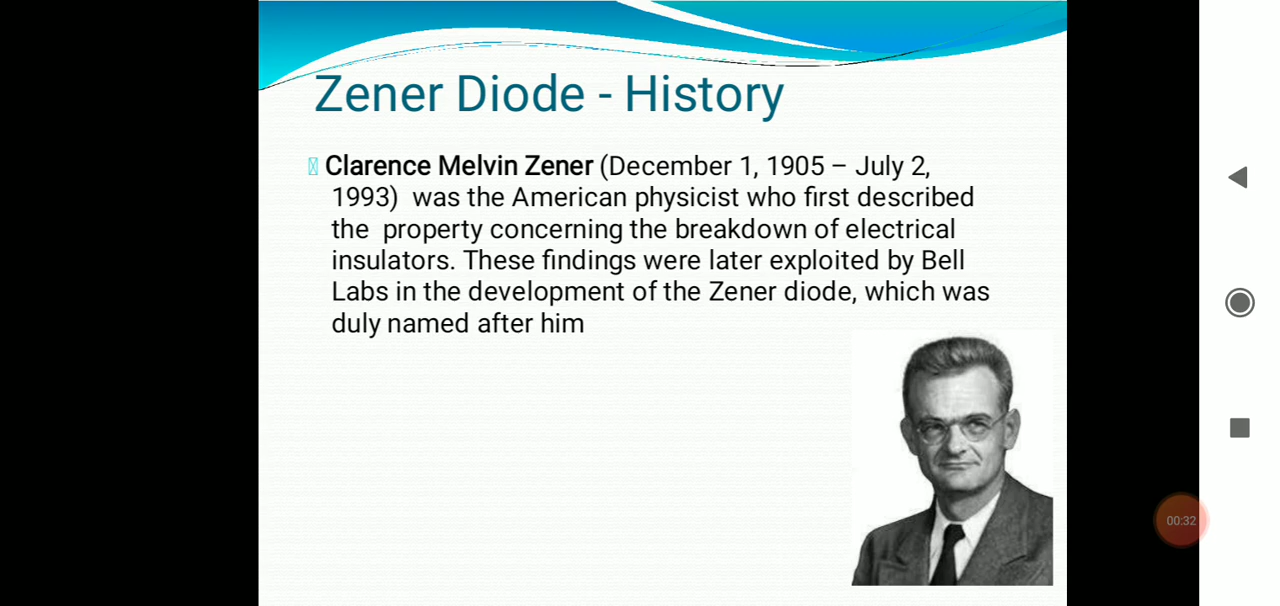 Zener Diode - History
Clarence Melvin Zener (December 1, 1905 – July 2,
1993)  was the American physicist who first described
the  property concerning the breakdown of electrical
insulators. These findings were later exploited by Bell
Labs in the development of the Zener diode, which was
duly named after him
00:32